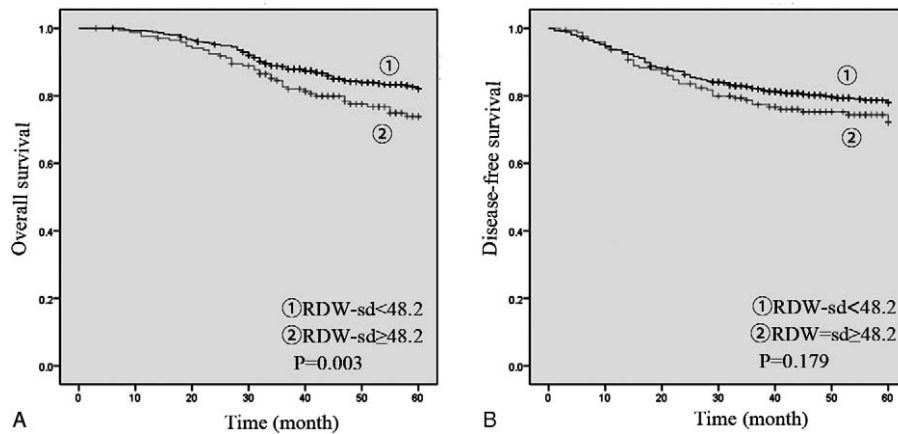 Overall survival
1.0
0.8
0.6
0.4
0.2
0.0
0
10
20
30
40
50
60
Time (month)
①
②
①RDW-sd<48.2
②RDW-sd≥48.2
P=0.003
A
Disease-free survival
1.0
0.8
0.6
0.4
0.2
0.0
0
10
20
30
40
50
60
Time (month)
①
②
①RDW-sd<48.2
②RDW=sd≥48.2
P=0.179
B